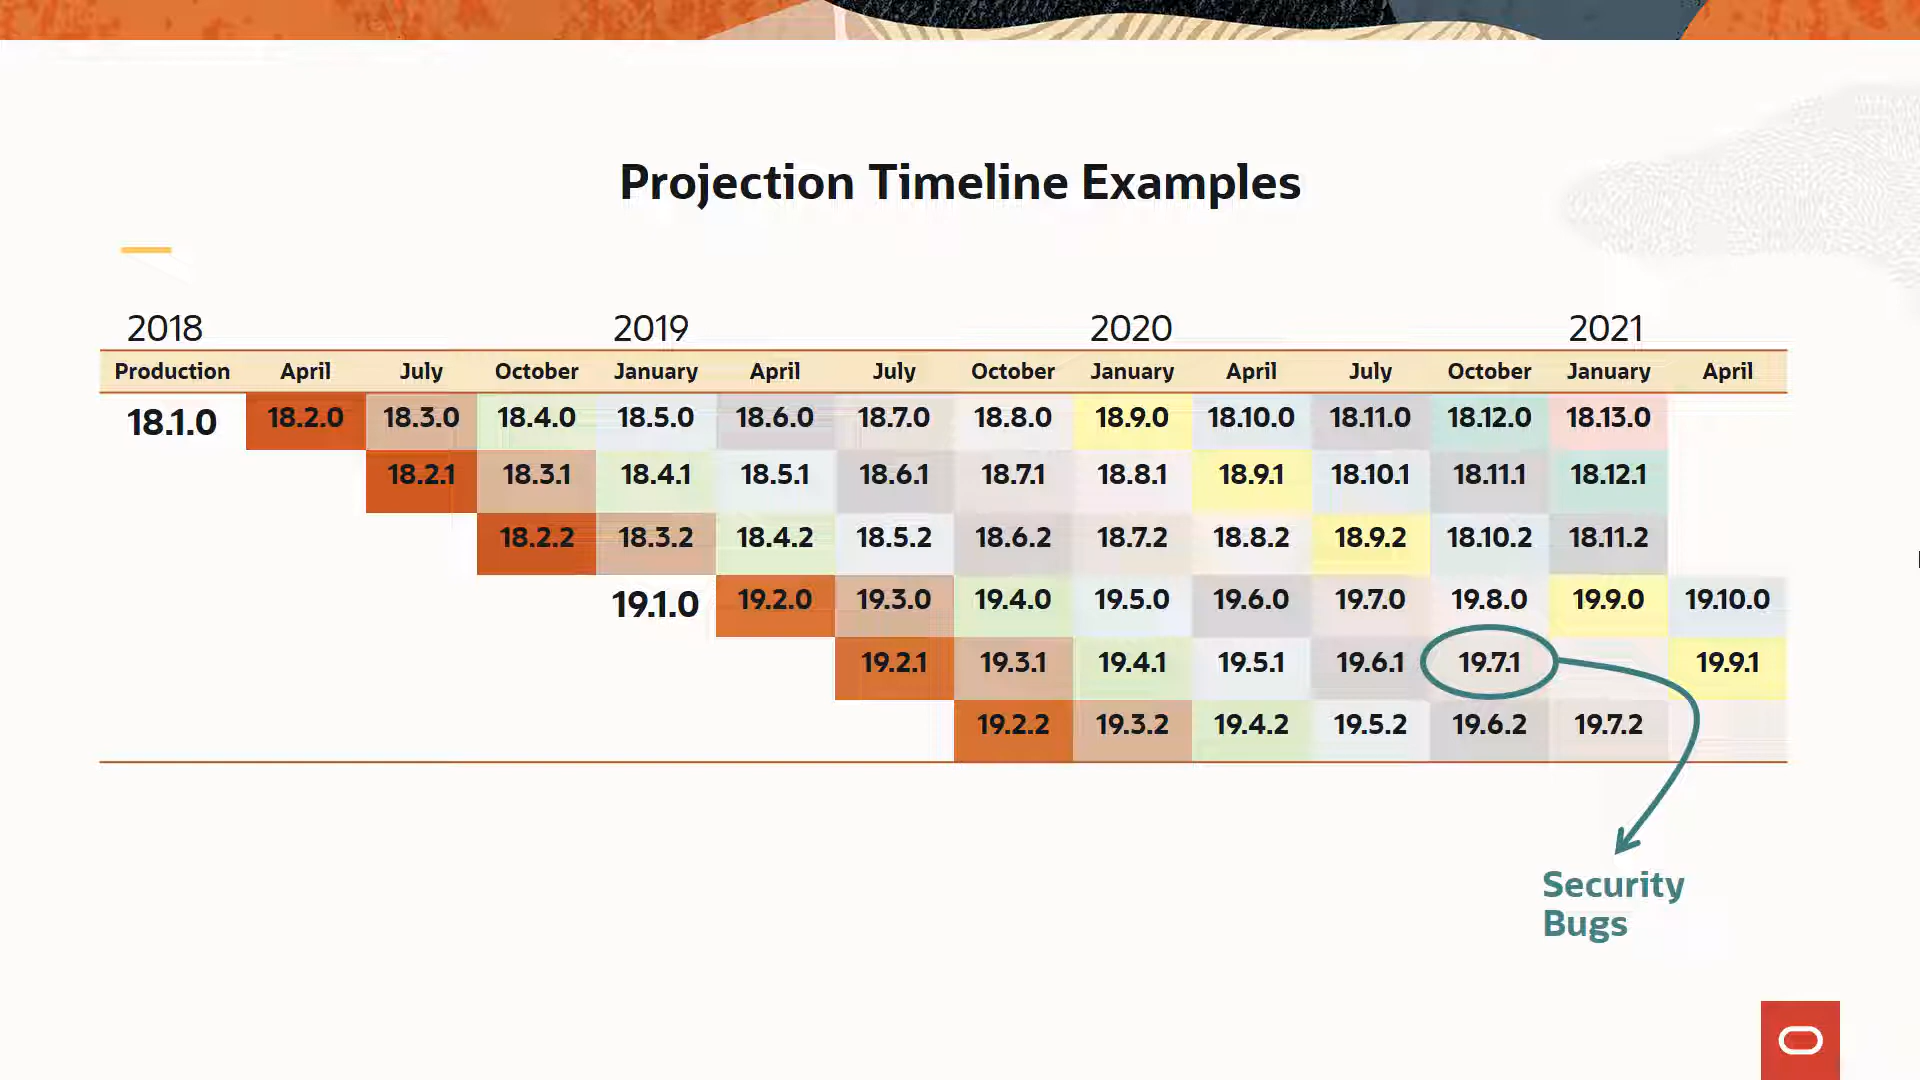 Projection Timeline Examples
2018 2019 2020 2021
Production April July October January April July October January April July October January April
18.1.0 18.2.0 18.3.0 18.4.0 18.5.0 18.6.0 18.7.0 18.8.0 18.9.0 18.10.0 18.11.0 18.12.0 18.13.0
18.2.1 18.3.1 18.4.1 18.5.1 18.6.1 18.7.1 18.8.1 18.9.1 18.10.1 18.11.1 18.12.1
18.2.2 18.3.2 18.4.2 18.5.2 18.6.2 18.7.2 18.8.2 18.9.2 18.10.2 18.11.2
19.1.0 19.2.0 19.3.0 19.4.0 19.5.0 19.6.0 19.7.0 19.8.0 19.9.0 19.10.0
19.2.1 19.3.1 19.4.1 19.5.1 19.6.1 19.7.1 19.9.1
19.2.2 19.3.2 19.4.2 19.5.2 19.6.2 19.7.2
Security
Bugs